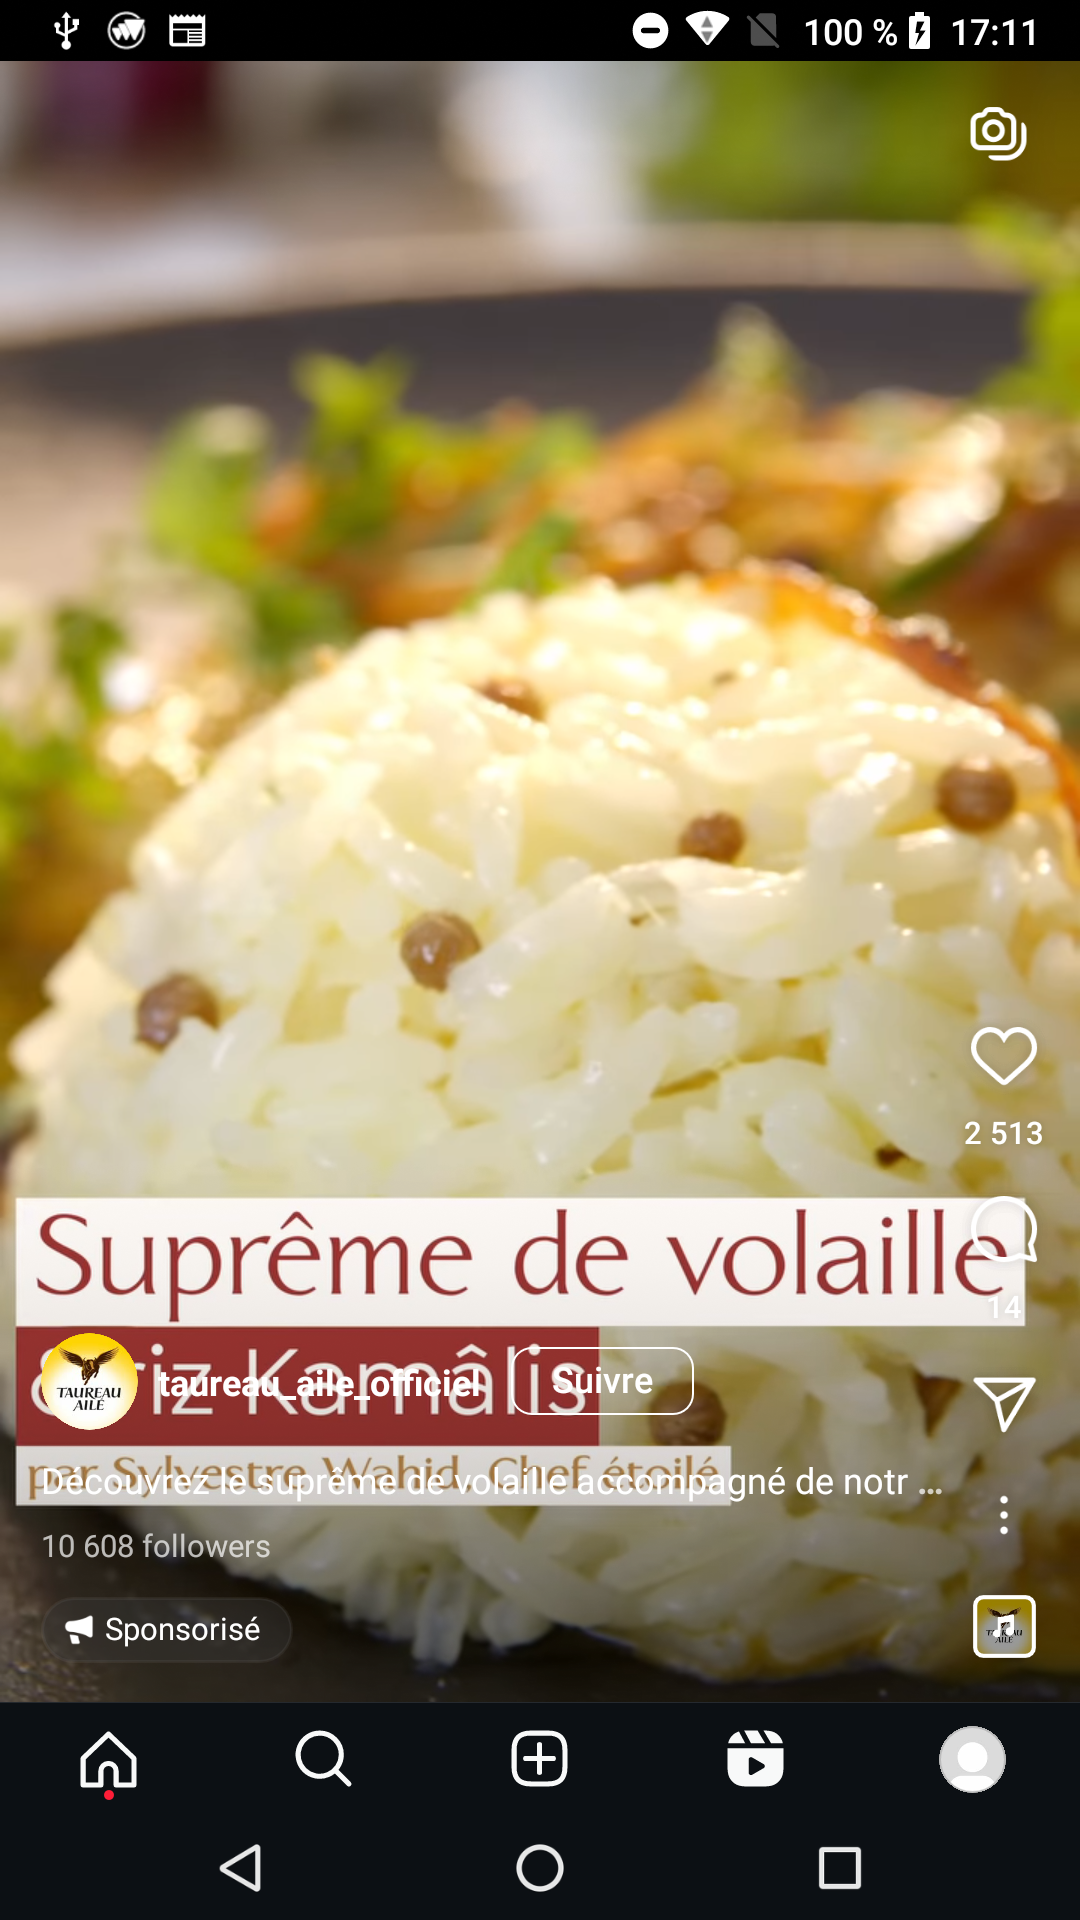 100 % 17:11
2 513
Suprême de volaille
14
& riz Kamâlis
TAUREAU
AILÉ
taureau_aile_officiel
Suivre
par Sylvestre Wahid, Chef étoilé
Découvrez le suprême de volaille accompagné de notr ...
10 608 followers
Sponsorisé